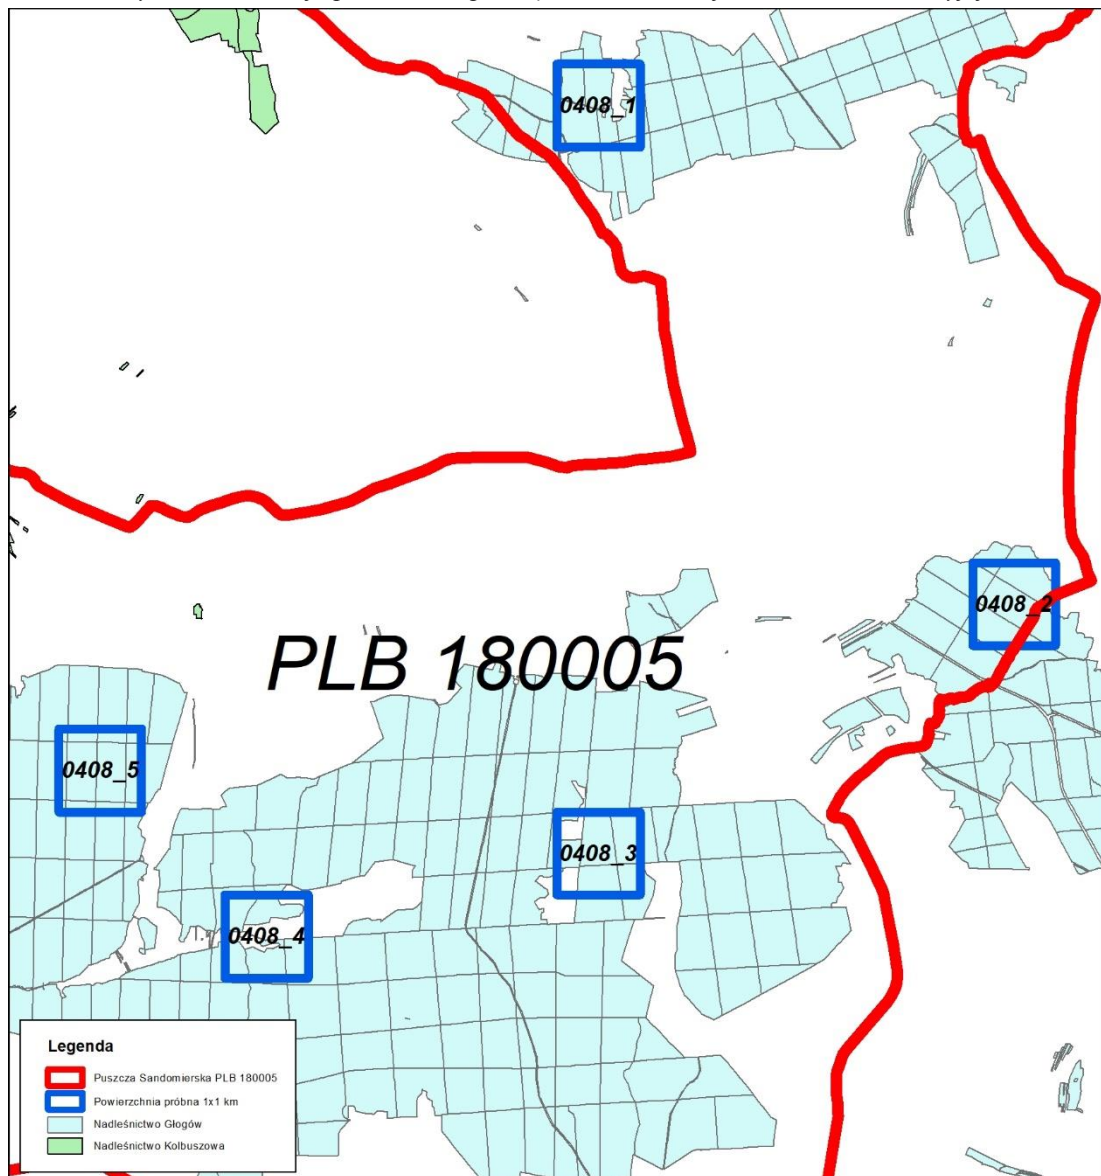 0408_1
0408_2
PLB 180005
0408_5
0408_3
0408_4
Legenda
Puszcza Sandomierska PLB 180005
Powierzchnia próbna 1x1 km
Nadleśnictwo Głogów
Nadleśnictwo Kolbuszowa